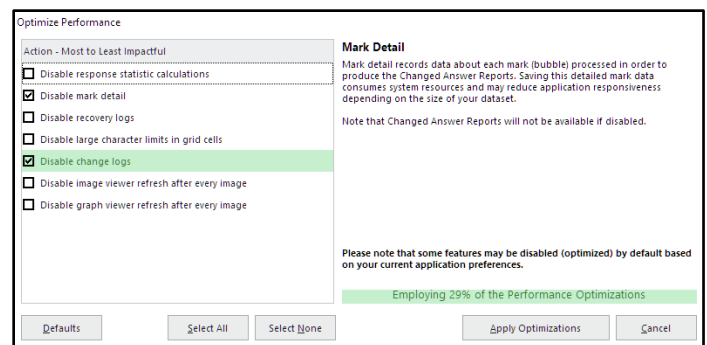 Optimize Performance
Action - Most to Least Impactful
Disable response statistic calculations
Disable mark detail
Disable recovery logs
Disable large character limits in grid cells
Disable change logs
Disable image viewer refresh after every image
Disable graph viewer refresh after every image
Mark Detail
Mark detail records data about each mark (bubble) processed in order to
produce the Changed Answer Reports. Saving this detailed mark data
consumes system resources and may reduce application responsiveness
depending on the size of your dataset.
Note that Changed Answer Reports will not be available if disabled.
Please note that some features may be disabled (optimized) by default based
on your current application preferences.
Employing 29% of the Performance Optimizations
Defaults
Select All
Select None
Apply Optimizations
Cancel